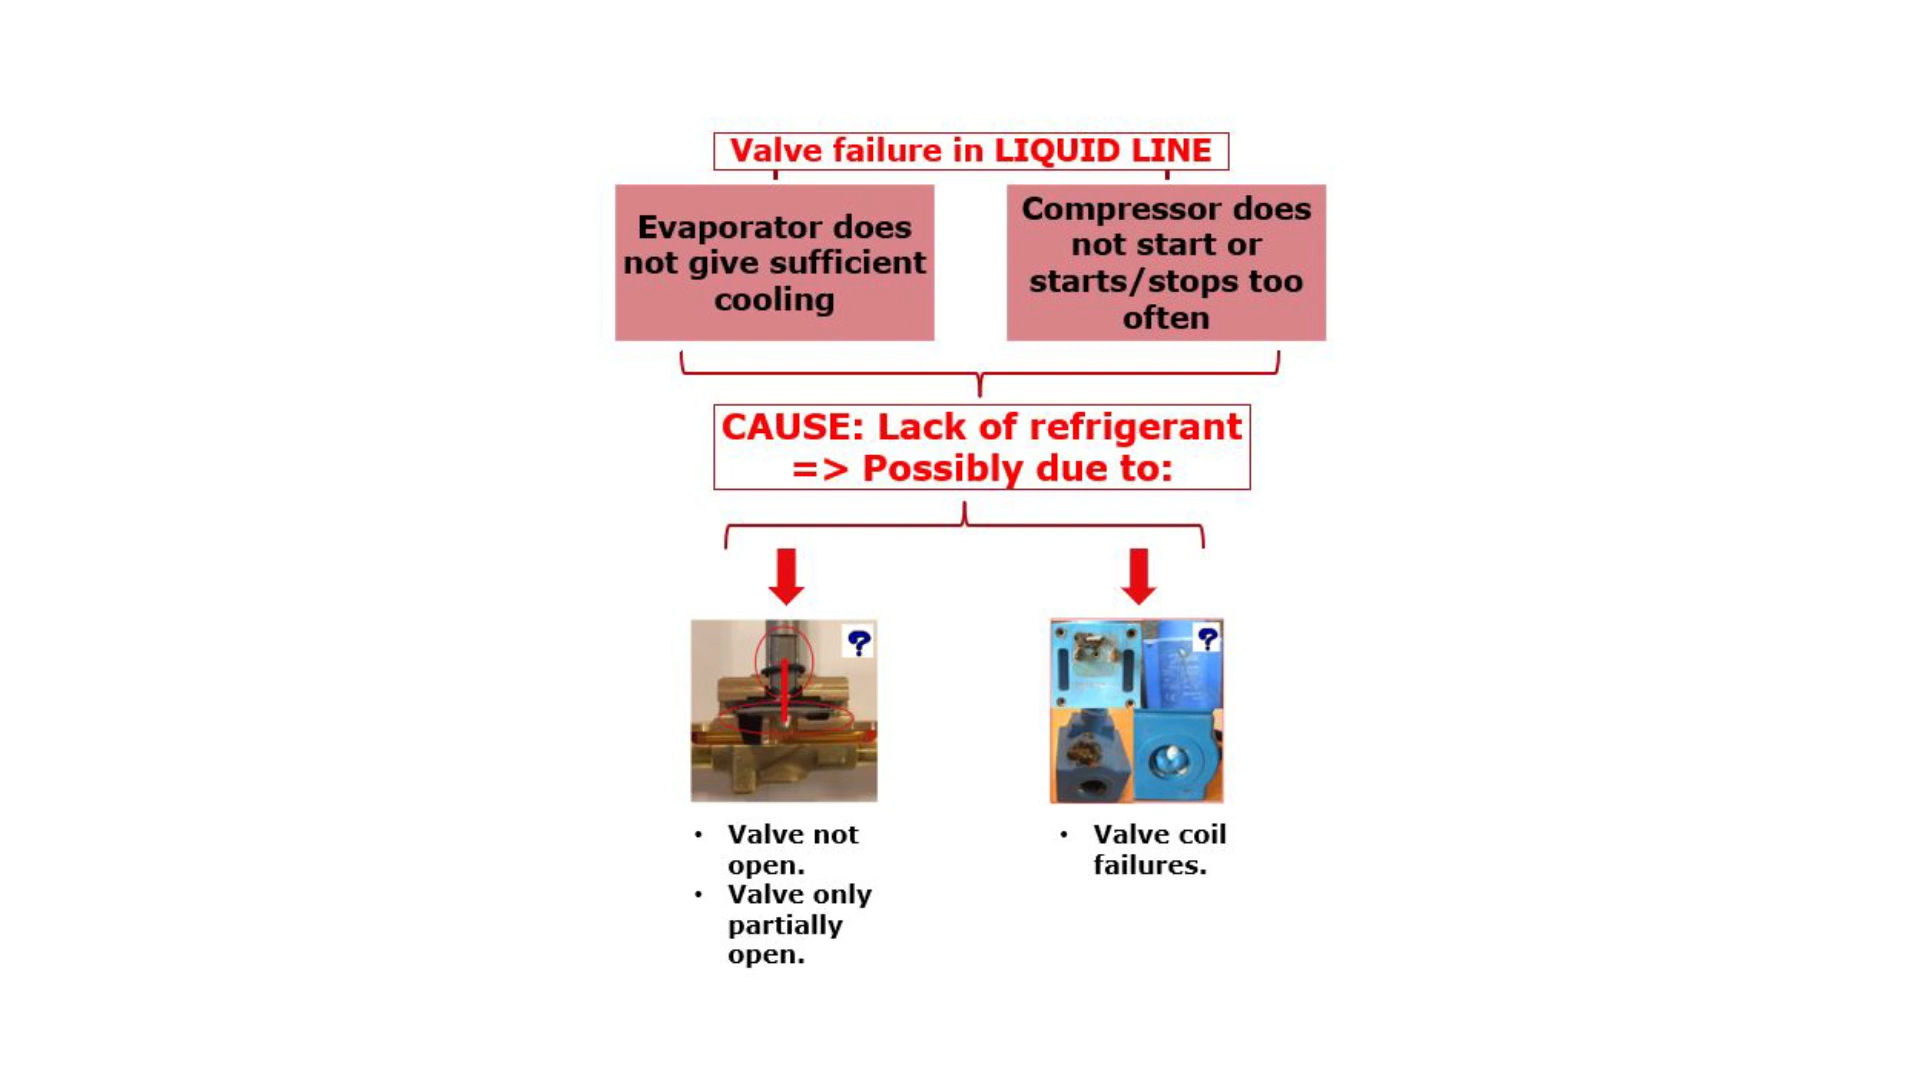 Valve failure in LIQUID LINE
Evaporator does
not give sufficient
cooling
Compressor does
not start or
starts/stops too
often
CAUSE: Lack of refrigerant
=> Possibly due to:
?
?
• Valve not
open.
• Valve only
partially
open.
• Valve coil
failures.